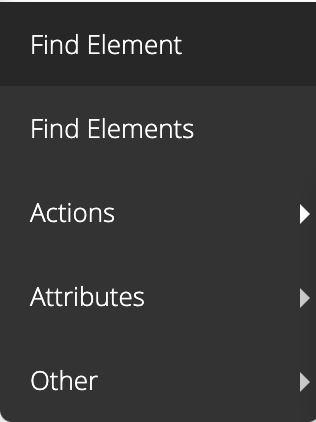 Find Element
Find Elements
Actions
Attributes
Other